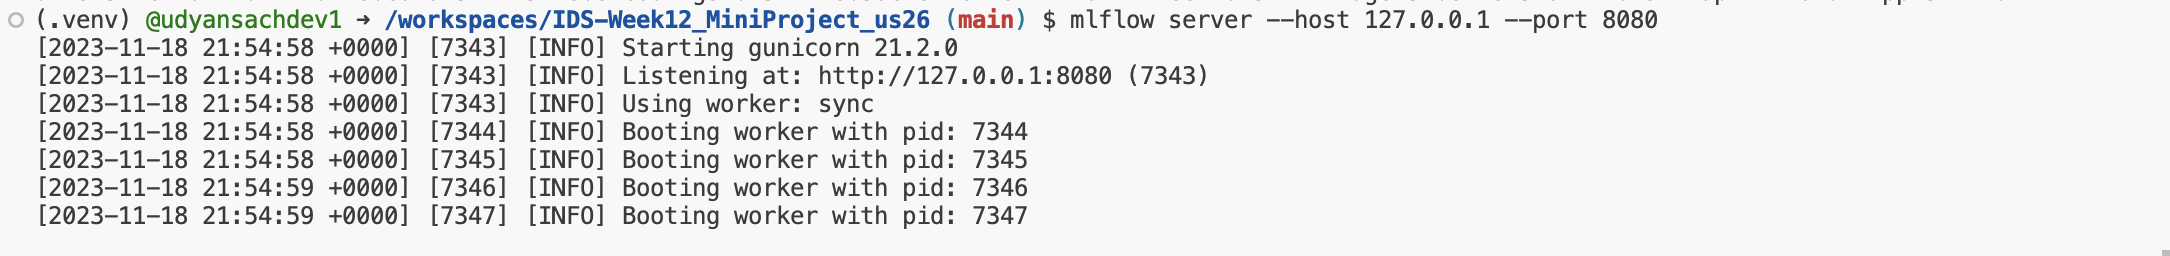 (.venv) @udyansachdev1 ➜ /workspaces/IDS-Week12_MiniProject_us26 (main) $ mlflow server --host 127.0.0.1 --port 8080
[2023-11-18 21:54:58 +0000] [7343] [INFO] Starting gunicorn 21.2.0
[2023-11-18 21:54:58 +0000] [7343] [INFO] Listening at: http://127.0.0.1:8080 (7343)
[2023-11-18 21:54:58 +0000] [7343] [INFO] Using worker: sync
[2023-11-18 21:54:58 +0000] [7344] [INFO] Booting worker with pid: 7344
[2023-11-18 21:54:58 +0000] [7345] [INFO] Booting worker with pid: 7345
[2023-11-18 21:54:59 +0000] [7346] [INFO] Booting worker with pid: 7346
[2023-11-18 21:54:59 +0000] [7347] [INFO] Booting worker with pid: 7347